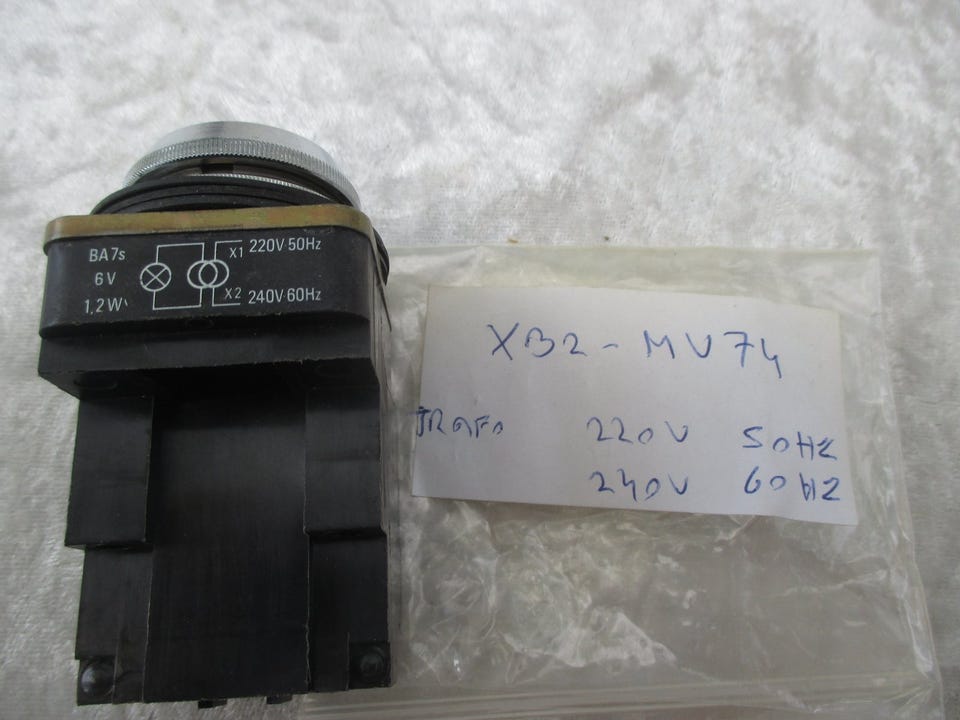 BA7s
6V
1,2W
X1 220V 50Hz
X2 240V 60Hz
XB2-MV74
TRAFO 220V 50HZ
240V 60HZ